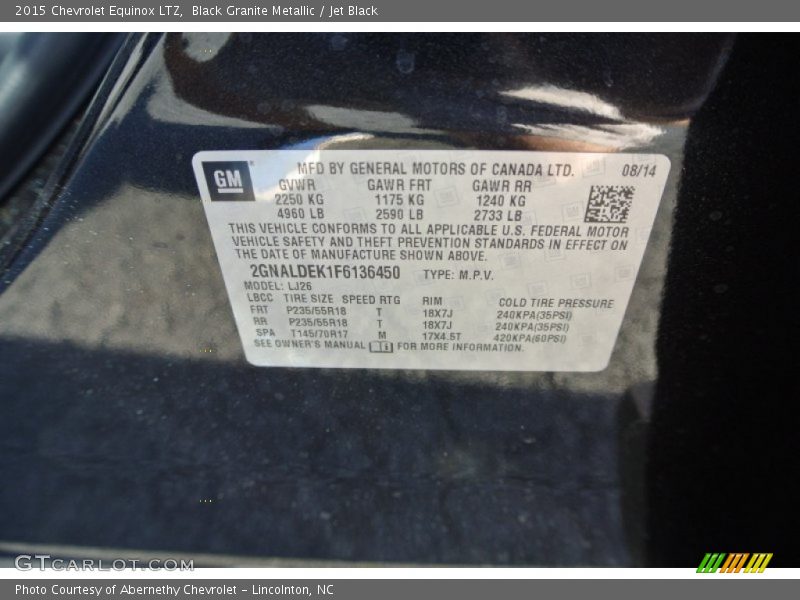 2015 Chevrolet Equinox LTZ, Black Granite Metallic / Jet Black
GM MFD BY GENERAL MOTORS OF CANADA LTD. 08/14
GVWR GAWR FRT GAWR RR
2250 KG 1175 KG 1240 KG
4960 LB 2590 LB 2733 LB
THIS VEHICLE CONFORMS TO ALL APPLICABLE U.S. FEDERAL MOTOR
VEHICLE SAFETY AND THEFT PREVENTION STANDARDS IN EFFECT ON
THE DATE OF MANUFACTURE SHOWN ABOVE.
2GNALDEK1F6136450 TYPE: M.P.V.
MODEL: LJ26
LBCC TIRE SIZE SPEED RTG RIM COLD TIRE PRESSURE
FRT P235/55R18 T 18X7J 240KPA(35PSI)
RR P235/55R18 T 18X7J 240KPA(35PSI)
SPA T145/70R17 M 17X4.5T 420KPA(60PSI)
SEE OWNER'S MANUAL FOR MORE INFORMATION.
GTCARLOT.COM
Photo Courtesy of Abernethy Chevrolet – Lincolnton, NC